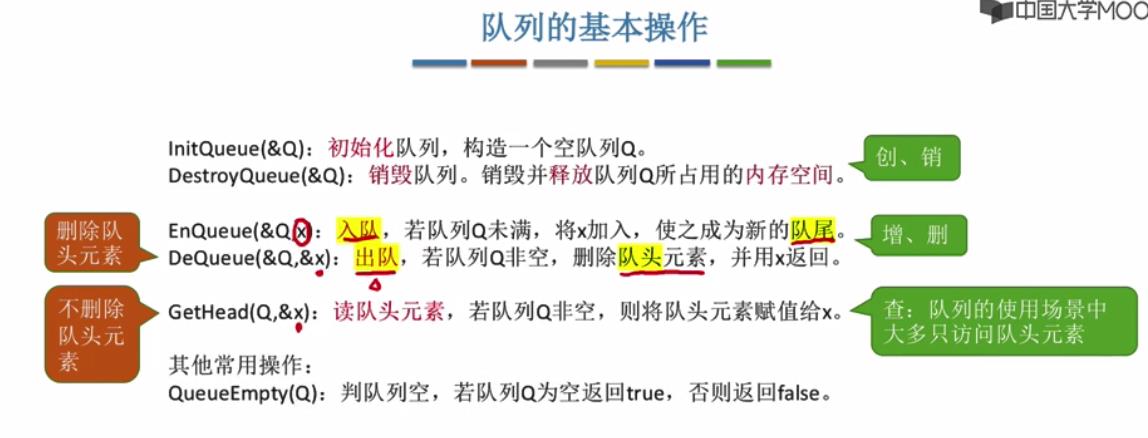 中国大学MOO
队列的基本操作
InitQueue(&Q)：初始化队列，构造一个空队列Q。
DestroyQueue(&Q)：销毁队列。销毁并释放队列Q所占用的内存空间。
创、销
删除队
头元素
EnQueue(&Q,x)：入队，若队列Q未满，将x加入，使之成为新的队尾。
DeQueue(&Q,&x)：出队，若队列Q非空，删除队头元素，并用x返回。
增、删
不删除
队头元
素
GetHead(Q,&x)：读队头元素，若队列Q非空，则将队头元素赋值给x。
查：队列的使用场景中
大多只访问队头元素
其他常用操作：
QueueEmpty(Q)：判队列空，若队列Q为空返回true，否则返回false。